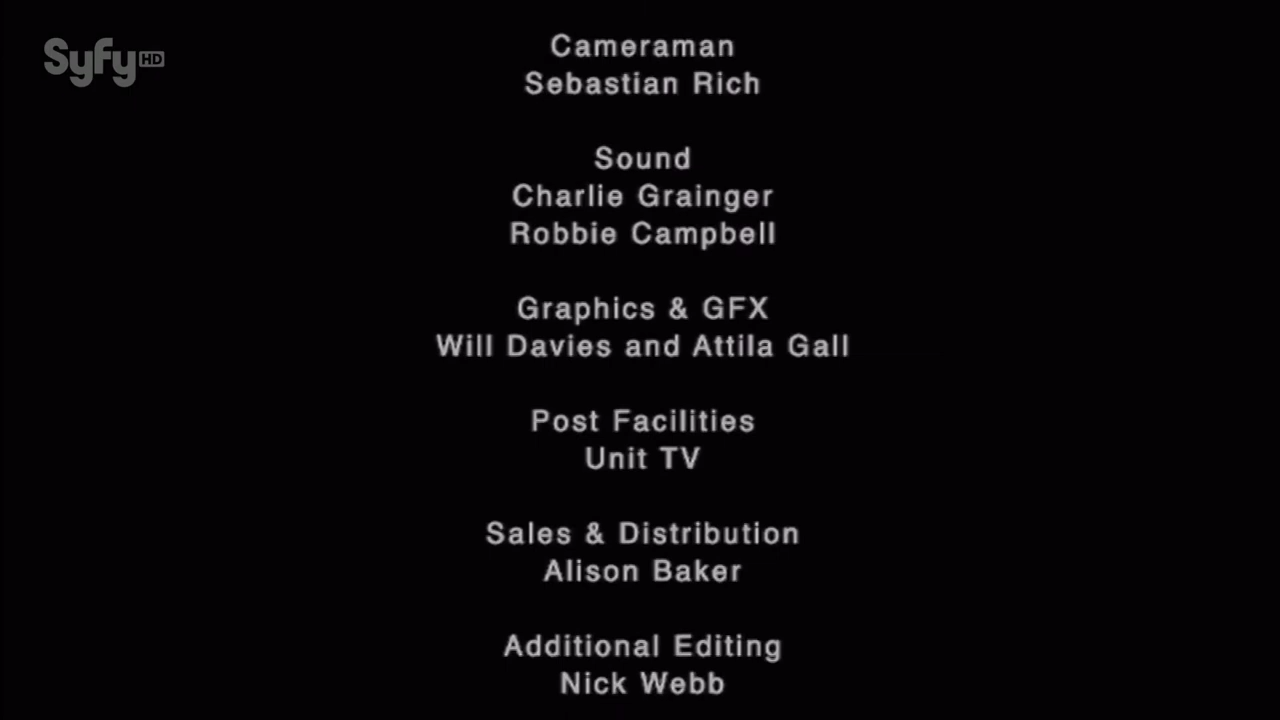 Syfy HD
Cameraman
Sebastian Rich
Sound
Charlie Grainger
Robbie Campbell
Graphics & GFX
Will Davies and Attila Gall
Post Facilities
Unit TV
Sales & Distribution
Alison Baker
Additional Editing
Nick Webb